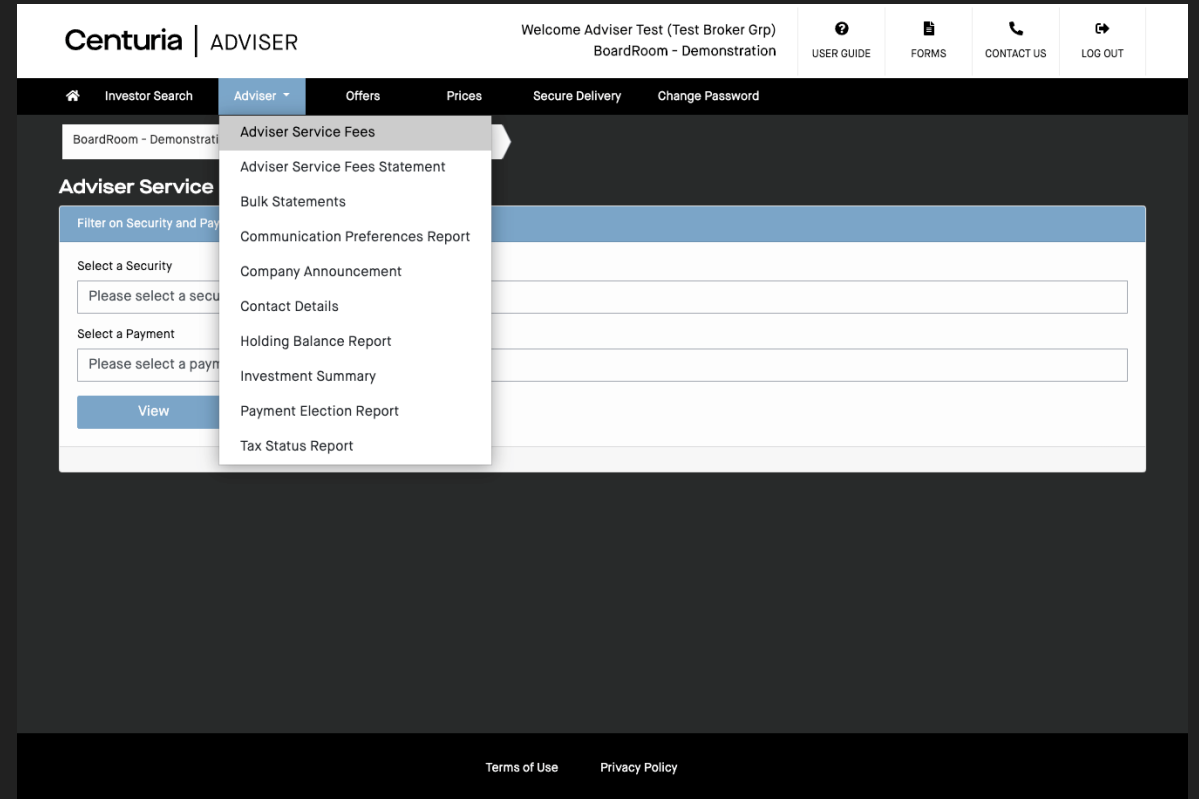 Centuria | ADVISER
Welcome Adviser Test (Test Broker Grp)
BoardRoom - Demonstration
USER GUIDE
FORMS
CONTACT US
LOG OUT
Investor Search
Adviser
Offers
Prices
Secure Delivery
Change Password
BoardRoom - Demonstrati
Adviser Service Fees
Adviser Service Fees Statement
Bulk Statements
Communication Preferences Report
Company Announcement
Contact Details
Holding Balance Report
Investment Summary
Payment Election Report
Tax Status Report
Adviser Service
Filter on Security and Pay
Select a Security
Please select a secu
Select a Payment
Please select a paym
View
Terms of Use
Privacy Policy